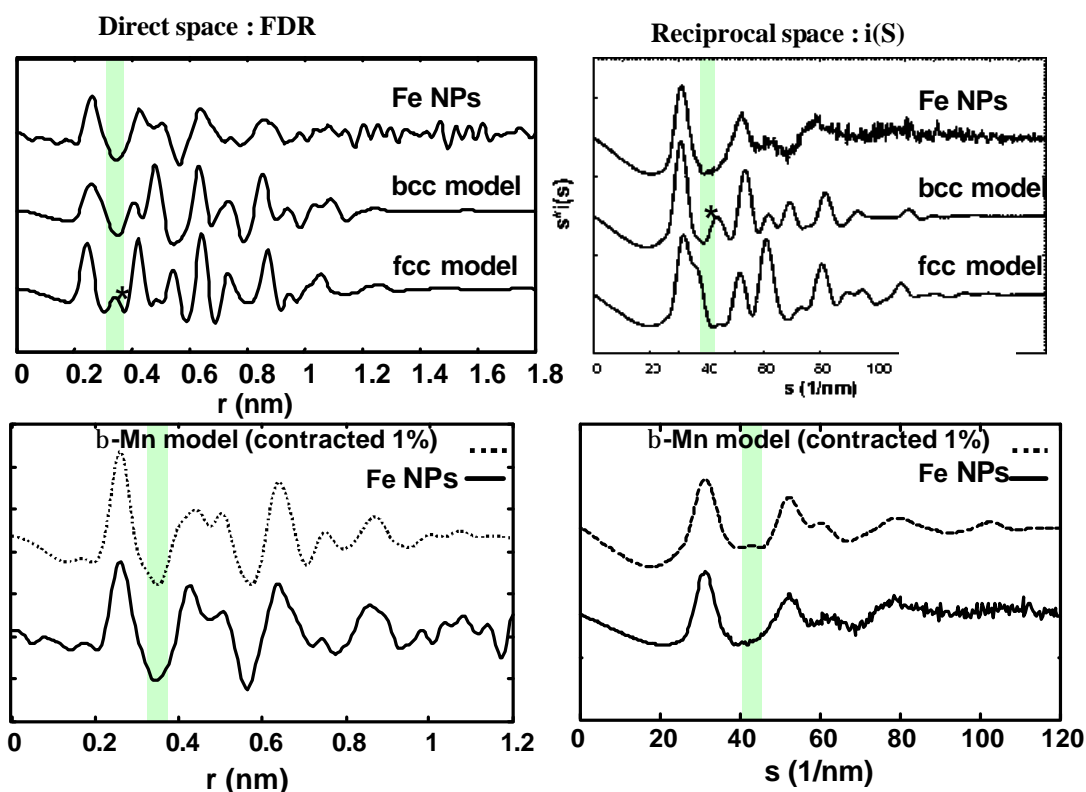 Direct space : FDR
Fe NPs
bcc model
fcc model
*
0 0.2 0.4 0.6 0.8 1 1.2 1.4 1.6 1.8
r (nm)
Reciprocal space : i(S)
Fe NPs
bcc model
*
fcc model
s*i(s)
0 20 40 60 80 100
s (1/nm)
b-Mn model (contracted 1%)
Fe NPs
0 0.2 0.4 0.6 0.8 1 1.2
r (nm)
b-Mn model (contracted 1%)
Fe NPs
0 20 40 60 80 100 120
s (1/nm)